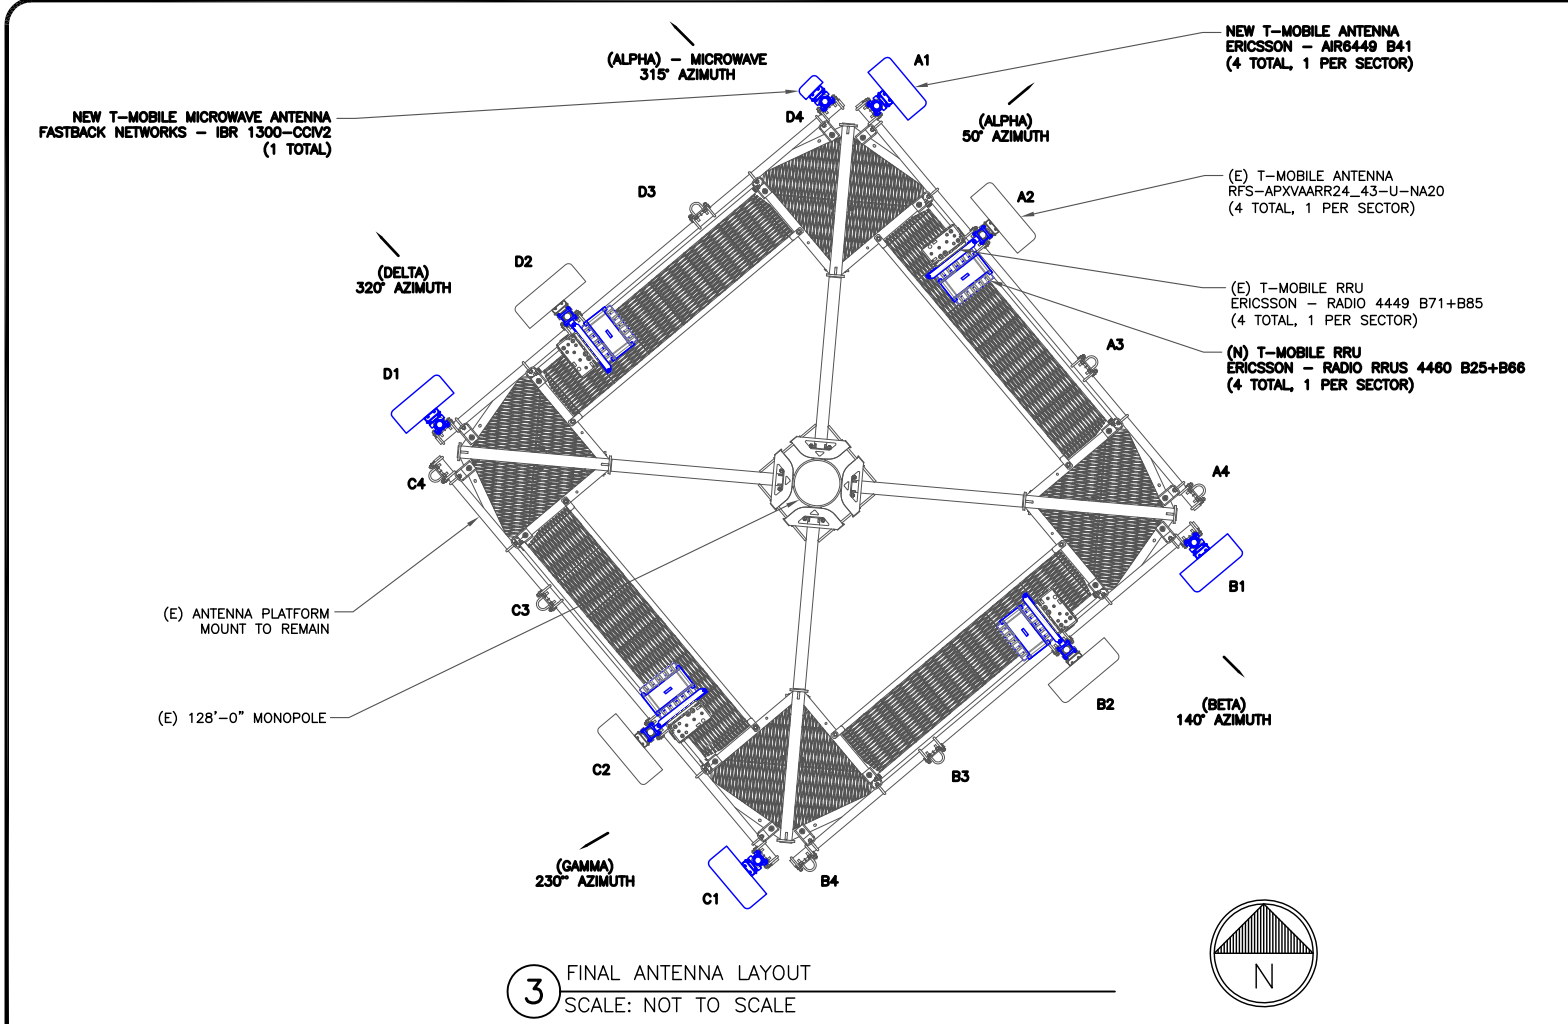 (ALPHA) - MICROWAVE
315° AZIMUTH
NEW T-MOBILE ANTENNA
ERICSSON - AIR6449 B41
(4 TOTAL, 1 PER SECTOR)
A1
NEW T-MOBILE MICROWAVE ANTENNA
FASTBACK NETWORKS - IBR 1300-CCIV2
(1 TOTAL)
D4
(ALPHA)
50° AZIMUTH
D3
A2
(E) T-MOBILE ANTENNA
RFS-APXVAARR24_43-U-NA20
(4 TOTAL, 1 PER SECTOR)
(DELTA)
320° AZIMUTH
D2
(E) T-MOBILE RRU
ERICSSON - RADIO 4449 B71+B85
(4 TOTAL, 1 PER SECTOR)
A3
(N) T-MOBILE RRU
ERICSSON - RADIO RRUS 4460 B25+B66
(4 TOTAL, 1 PER SECTOR)
D1
C4
A4
B1
(E) ANTENNA PLATFORM
MOUNT TO REMAIN
C3
(E) 128'-0" MONOPOLE
B2
(BETA)
140° AZIMUTH
C2
B3
(GAMMA)
230°" AZIMUTH
C1
B4
3
FINAL ANTENNA LAYOUT
SCALE: NOT TO SCALE
N